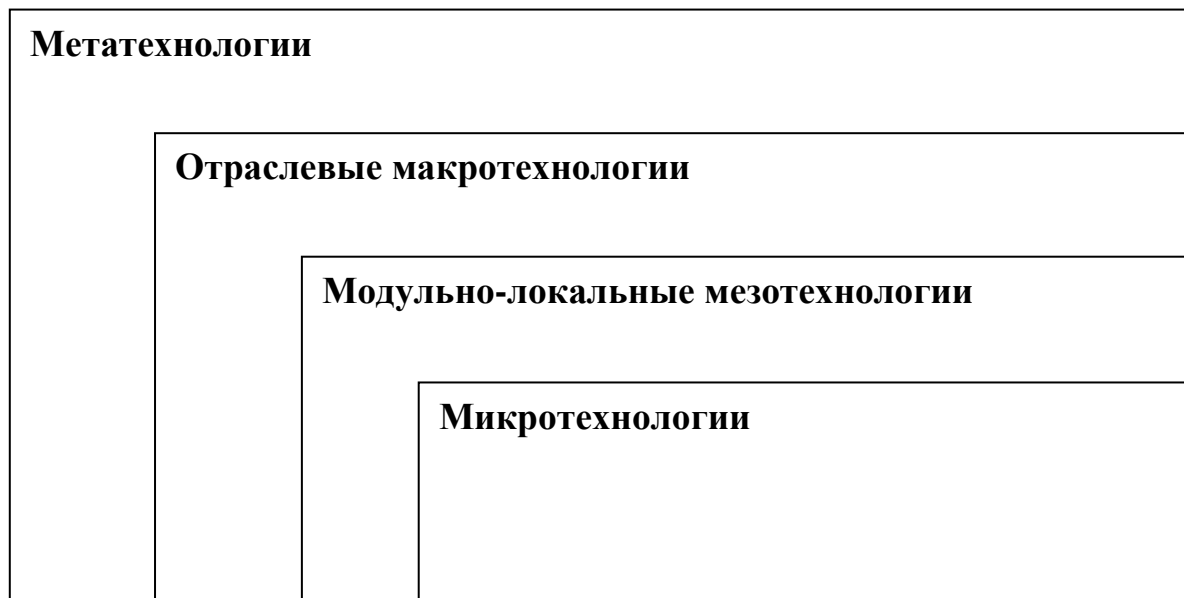 Метатехнологии
Отраслевые макротехнологии
Модульно-локальные мезотехнологии
Микротехнологии